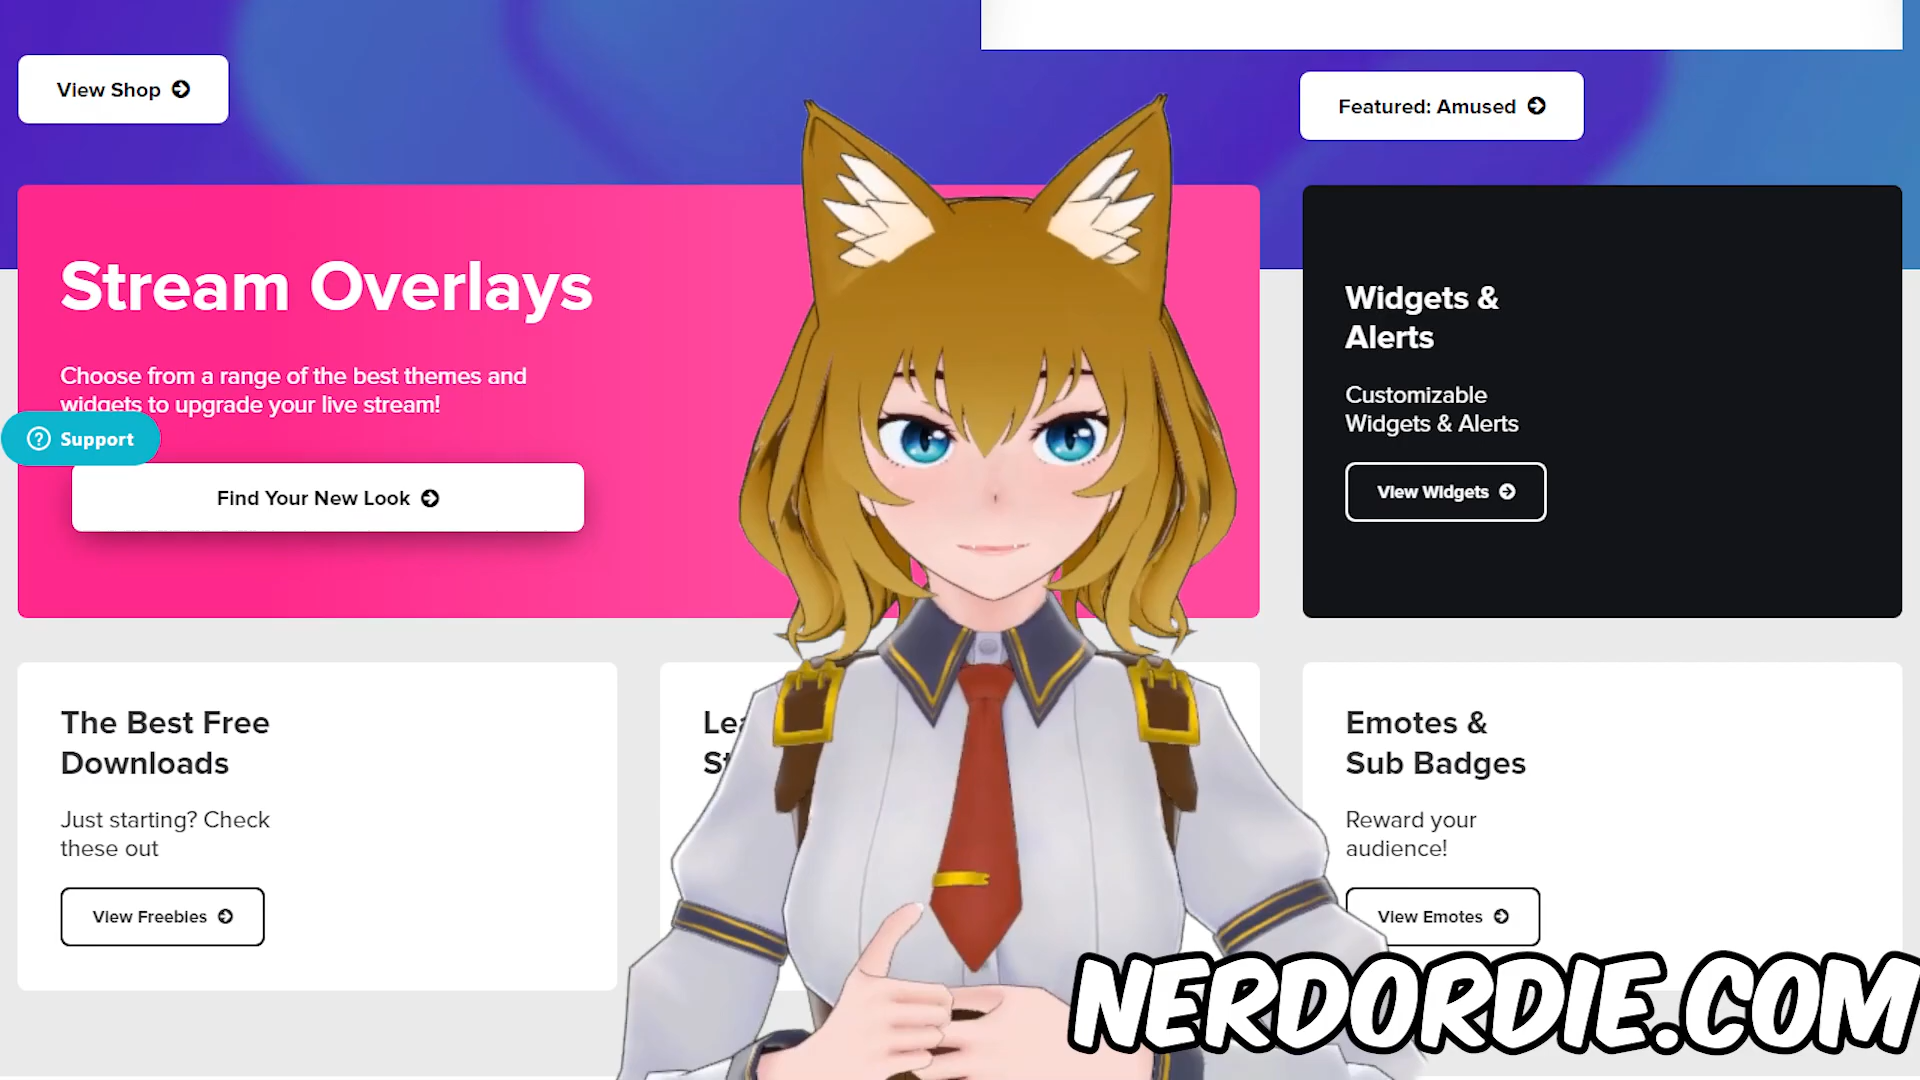 View Shop
Featured: Amused
Stream Overlays
Choose from a range of the best themes and
widgets to upgrade your live stream!
Support
Find Your New Look
Widgets &
Alerts
Customizable
Widgets & Alerts
View Widgets
The Best Free
Downloads
Just starting? Check
these out
View Freebies
Emotes &
Sub Badges
Reward your
audience!
View Emotes
NERDORDIE.COM